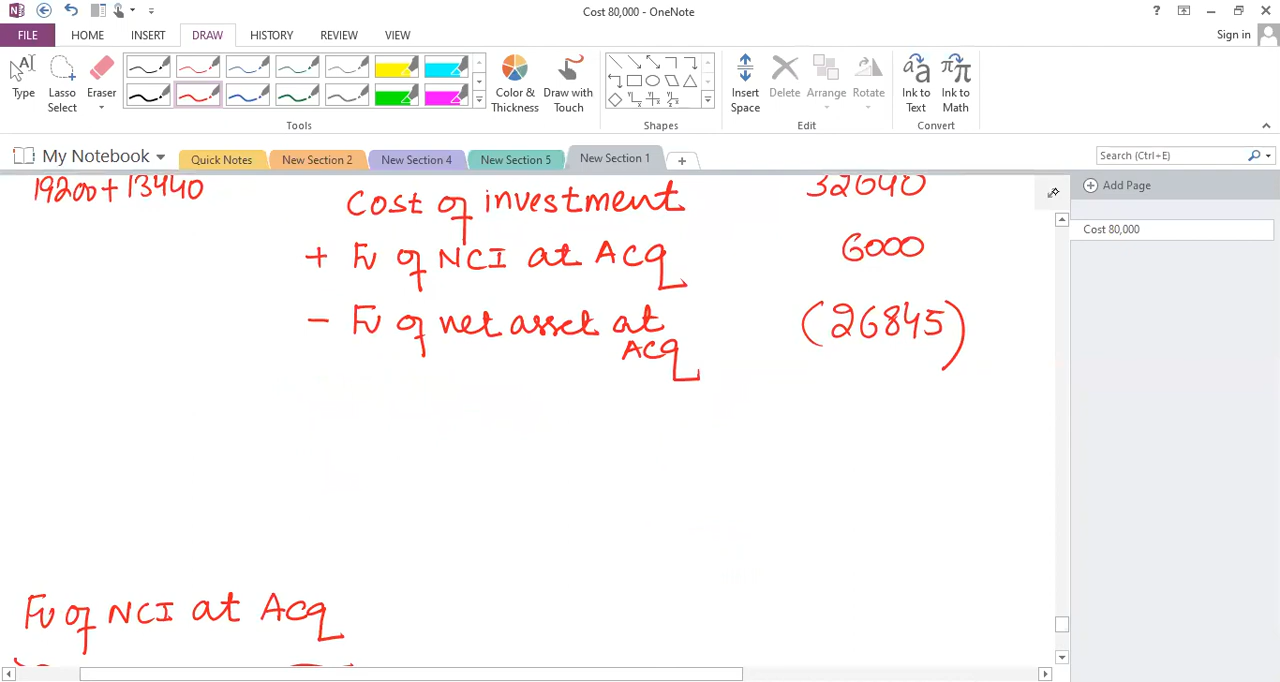 Cost 80,000 - OneNote
?
Sign in
FILE HOME INSERT DRAW HISTORY REVIEW VIEW
Type
Lasso Select
Eraser
Color & Thickness
Draw with Touch
Insert Space
Delete
Arrange
Rotate
Ink to Text
Ink to Math
Tools
Shapes
Edit
Convert
My Notebook
Quick Notes New Section 2 New Section 4 New Section 5 New Section 1
Search (Ctrl+E)
Add Page
Cost 80,000
19200 + 13440
Cost of investment 32640
+ Fv of NCI at Acq 6000
- Fv of net asset at Acq (26845)
Fv of NCI at Acq